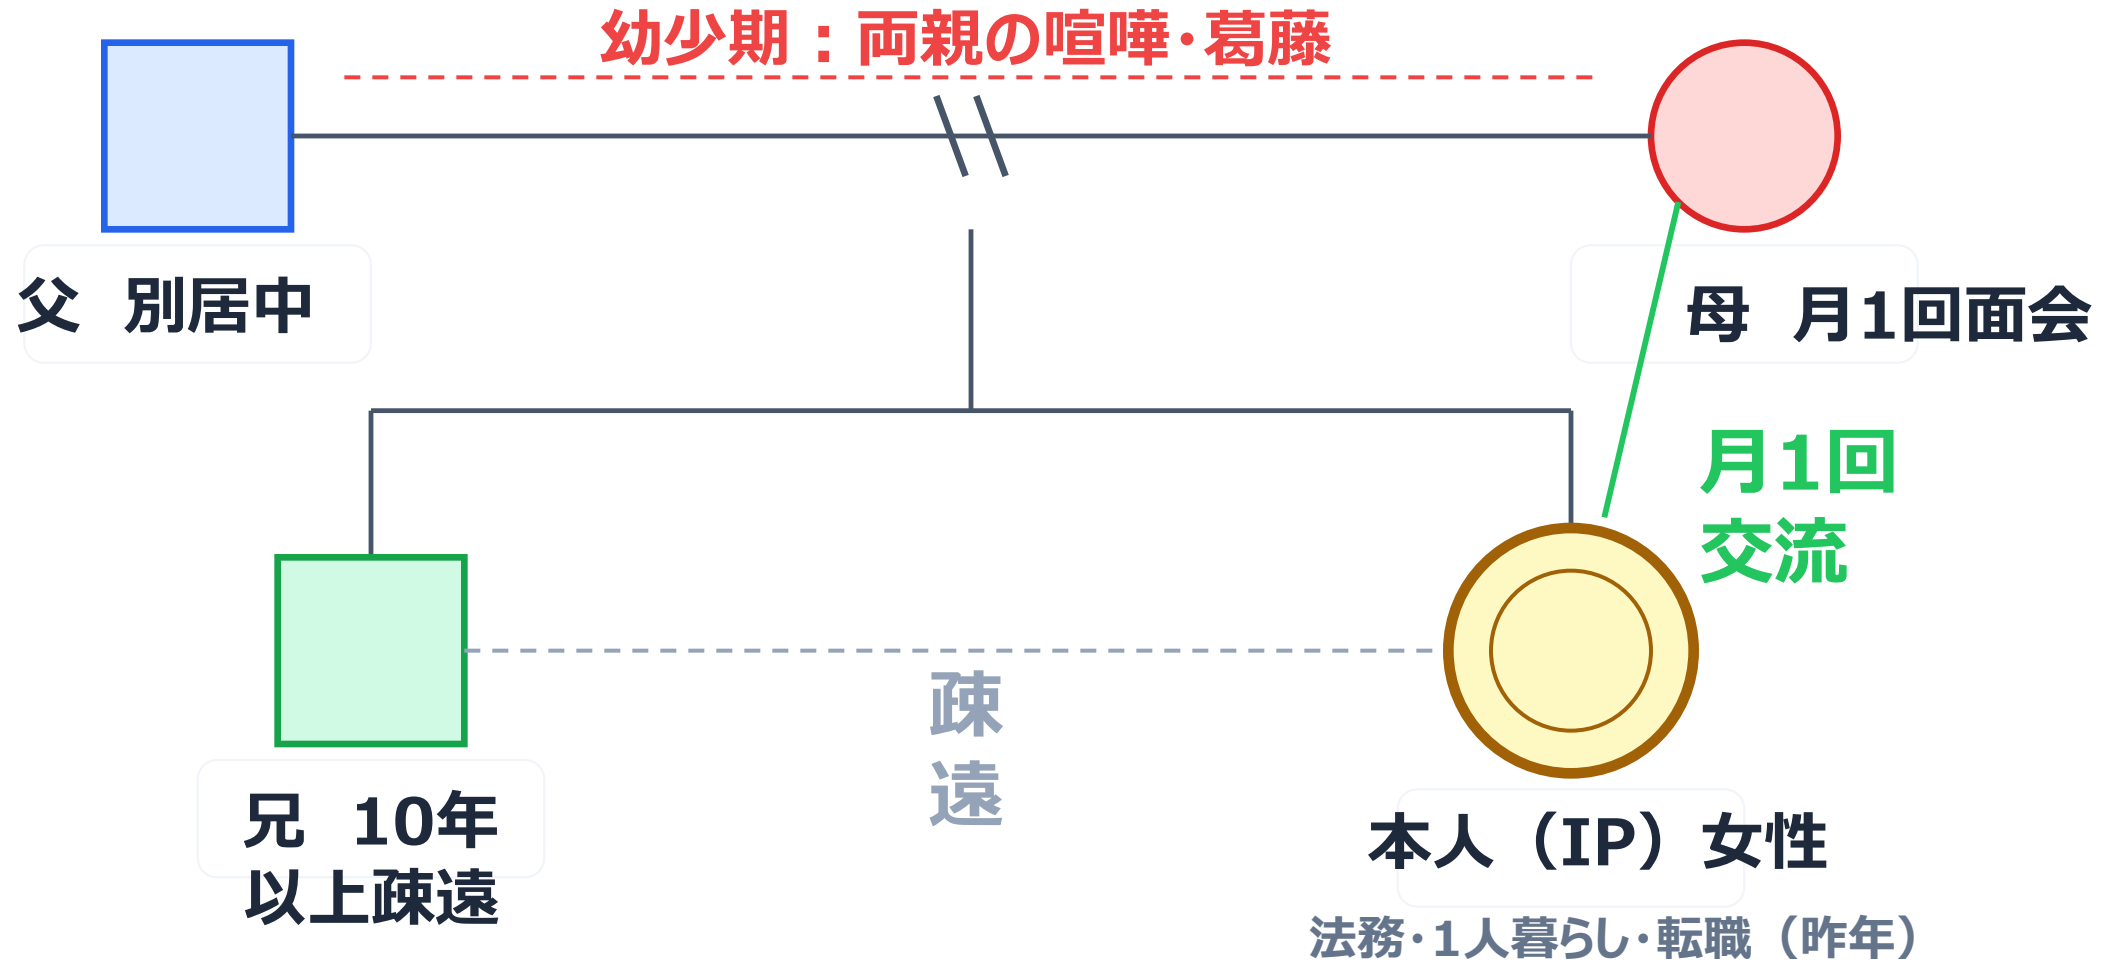 幼少期：両親の喧嘩・葛藤
父 別居中
母 月1回面会
月1回
交流
疎
遠
兄 10年
以上疎遠
本人（IP）女性
法務・1人暮らし・転職（昨年）